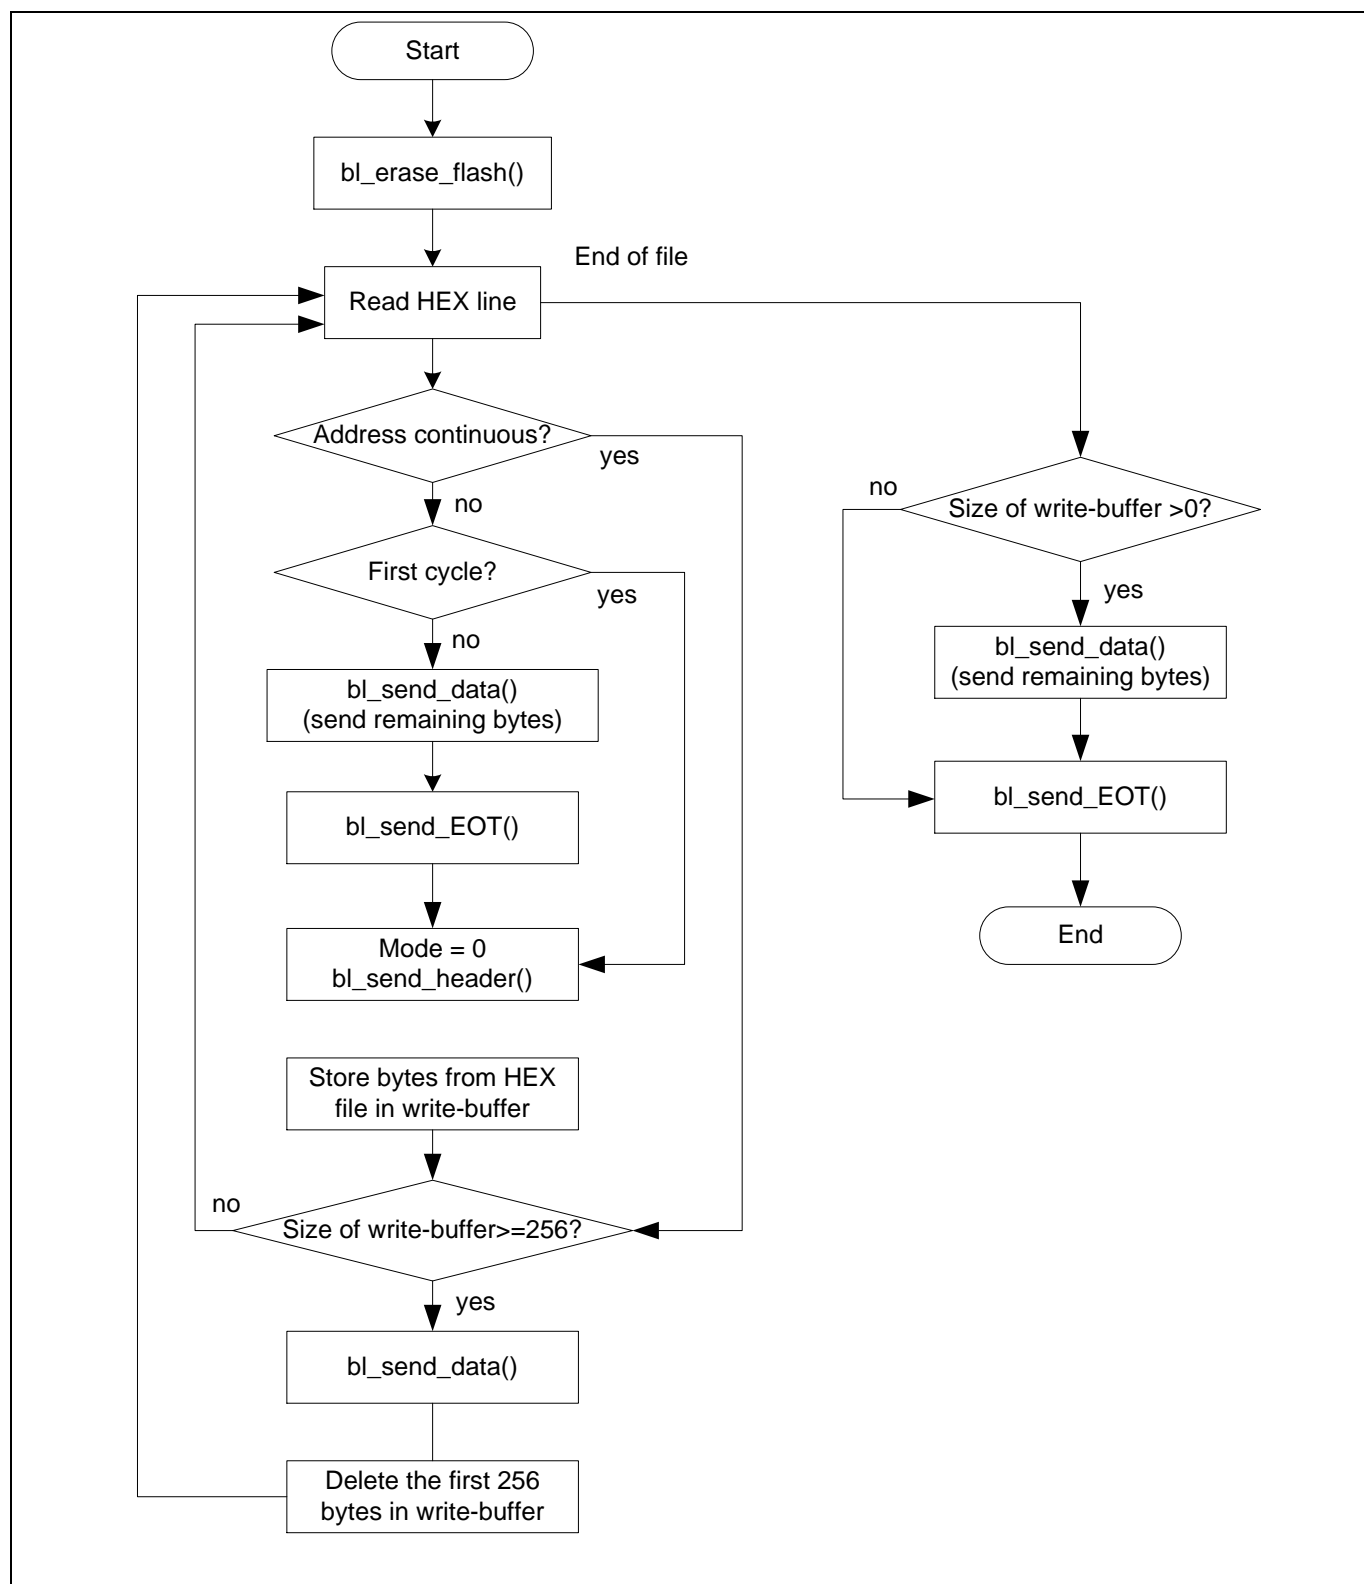 Start
bl_erase_flash()
End of file
Read HEX line
Address continuous?
yes
no
First cycle?
yes
no
bl_send_data()
(send remaining bytes)
bl_send_EOT()
Mode = 0
bl_send_header()
Store bytes from HEX
file in write-buffer
no
Size of write-buffer>=256?
yes
bl_send_data()
Delete the first 256
bytes in write-buffer
no
Size of write-buffer >0?
yes
bl_send_data()
(send remaining bytes)
bl_send_EOT()
End